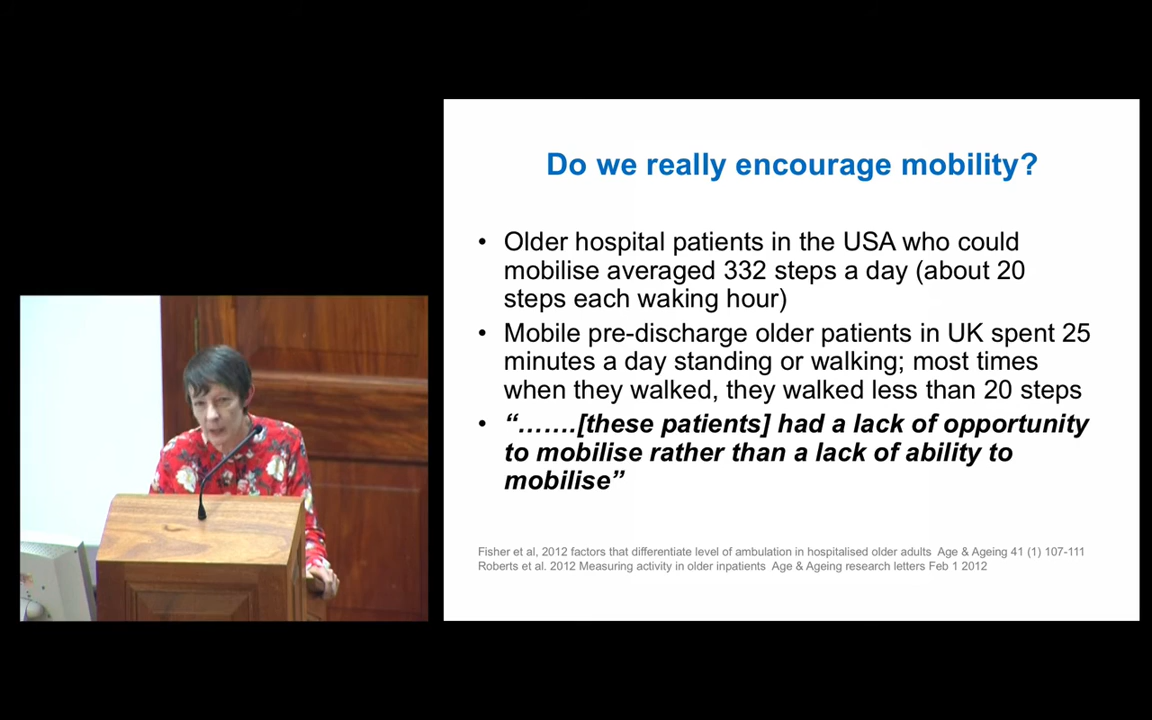 Do we really encourage mobility?
• Older hospital patients in the USA who could
mobilise averaged 332 steps a day (about 20
steps each waking hour)
• Mobile pre-discharge older patients in UK spent 25
minutes a day standing or walking; most times
when they walked, they walked less than 20 steps
• “…….[these patients] had a lack of opportunity
to mobilise rather than a lack of ability to
mobilise”
Fisher et al, 2012 factors that differentiate level of ambulation in hospitalised older adults Age & Ageing 41 (1) 107-111
Roberts et al. 2012 Measuring activity in older inpatients Age & Ageing research letters Feb 1 2012